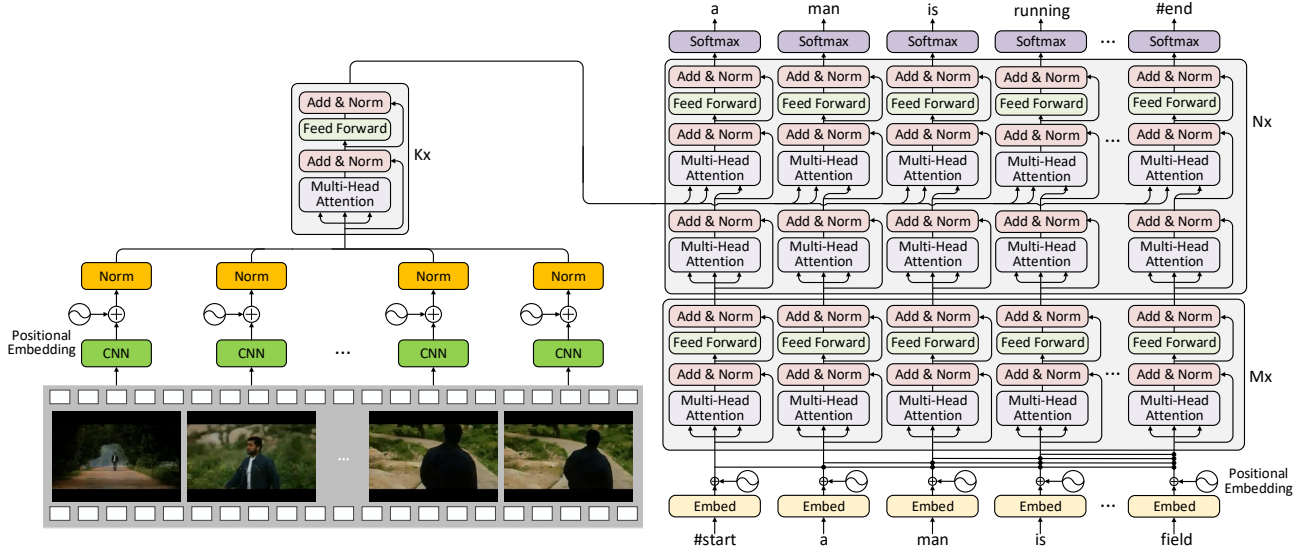 a man is running #end
Softmax Softmax Softmax Softmax ... Softmax
Add & Norm Add & Norm Add & Norm Add & Norm Add & Norm
Feed Forward Feed Forward Feed Forward Feed Forward Feed Forward
Nx
Add & Norm Add & Norm Add & Norm Add & Norm ... Add & Norm
Multi-Head Multi-Head Multi-Head Multi-Head Multi-Head
Attention Attention Attention Attention Attention
Add & Norm Add & Norm Add & Norm Add & Norm Add & Norm
Multi-Head Multi-Head Multi-Head Multi-Head Multi-Head
Attention Attention Attention Attention Attention
Add & Norm Add & Norm Add & Norm Add & Norm Add & Norm
Feed Forward Feed Forward Feed Forward Feed Forward Feed Forward
Add & Norm Add & Norm Add & Norm Add & Norm ... Add & Norm
Mx
Multi-Head Multi-Head Multi-Head Multi-Head Multi-Head
Attention Attention Attention Attention Attention
Positional
Embedding
Embed Embed Embed Embed ... Embed
#start a man is field
Add & Norm
Feed Forward
Kx
Add & Norm
Multi-Head
Attention
Norm Norm Norm Norm
Positional
Embedding
CNN CNN ... CNN CNN
...